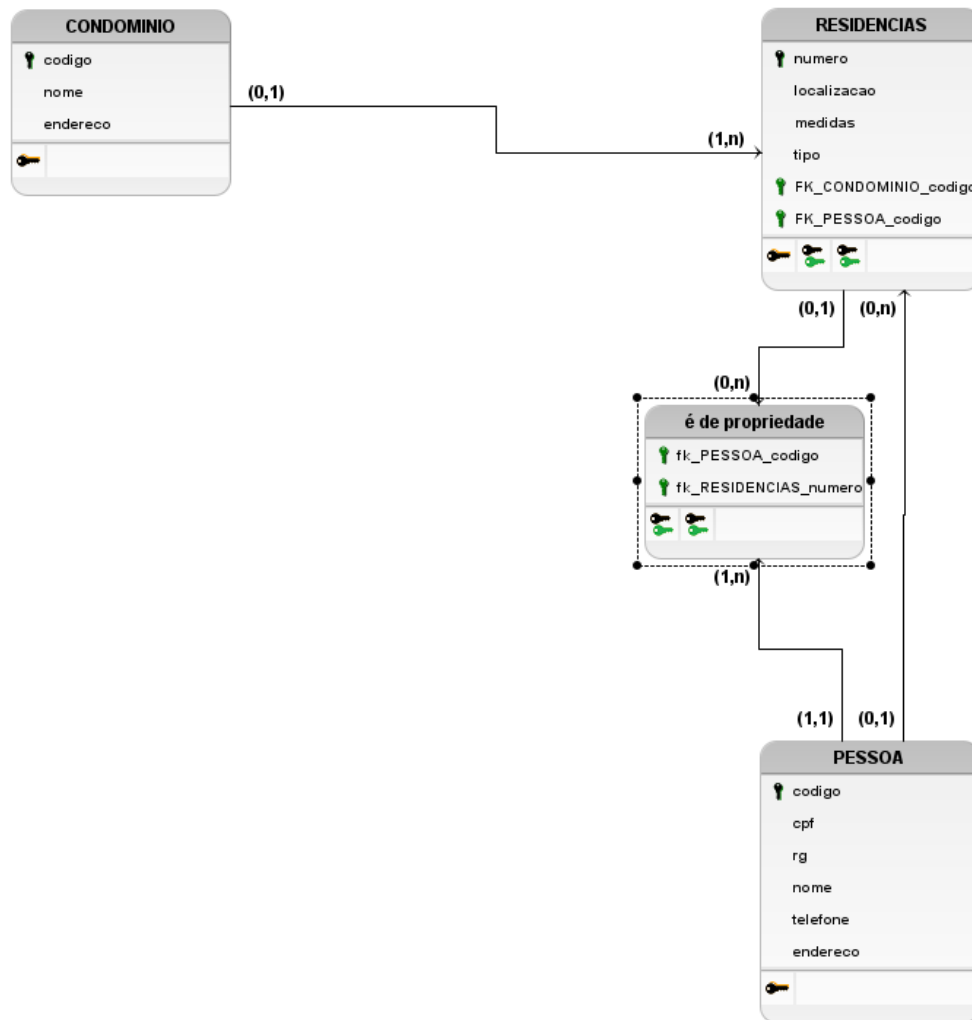 CONDOMINIO
codigo
nome
endereco
(0,1)
(1,n)
RESIDENCIAS
numero
localizacao
medidas
tipo
FK_CONDOMINIO_codigo
FK_PESSOA_codigo
(0,1)
(0,n)
(0,n)
é de propriedade
fk_PESSOA_codigo
fk_RESIDENCIAS_numero
(1,n)
(1,1)
(0,1)
PESSOA
codigo
cpf
rg
nome
telefone
endereco